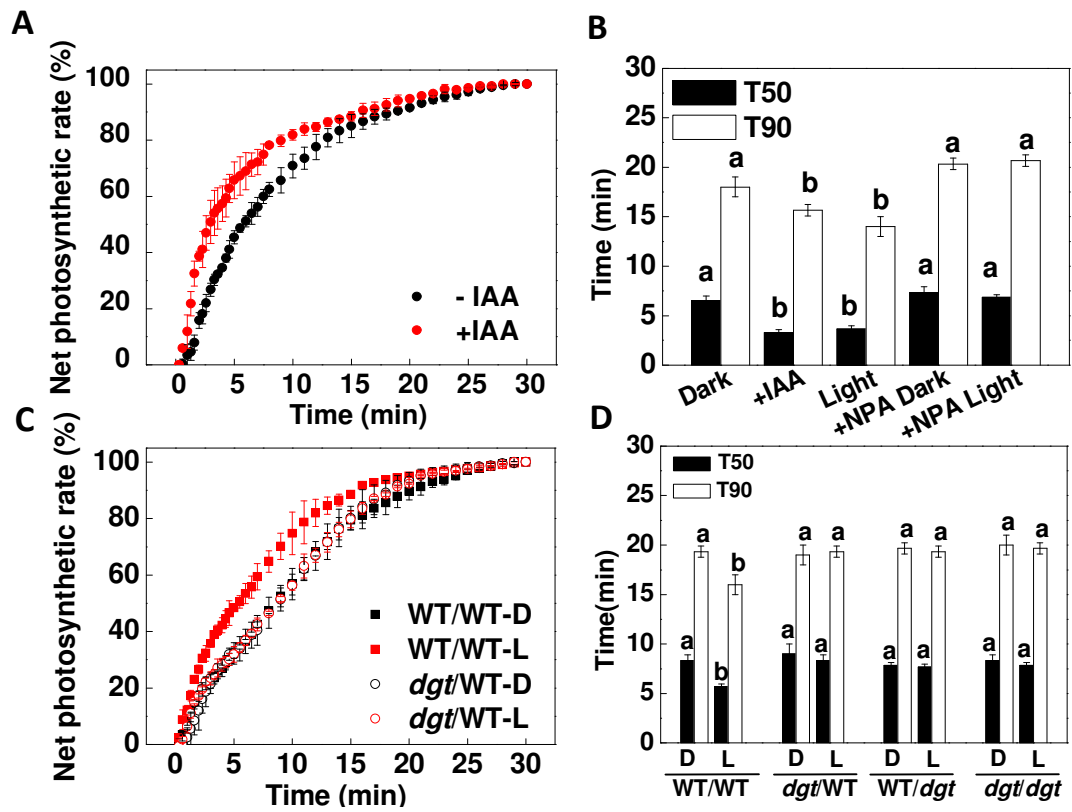 A
Net photosynthetic rate (%)
100
80
60
40
20
0
0 5 10 15 20 25 30
Time (min)
- IAA
+IAA
B
Time (min)
30
25
20
15
10
5
0
T50
T90
a a b b b b a a a a
Dark +IAA Light +NPA Dark +NPA Light
C
Net photosynthetic rate (%)
100
80
60
40
20
0
0 5 10 15 20 25 30
Time (min)
WT/WT-D
WT/WT-L
dgt/WT-D
dgt/WT-L
D
Time(min)
30
25
20
15
10
5
0
T50
T90
a a b b a a a a a a a a a a a a
D L D L D L D L
WT/WT dgt/WT WT/dgt dgt/dgt